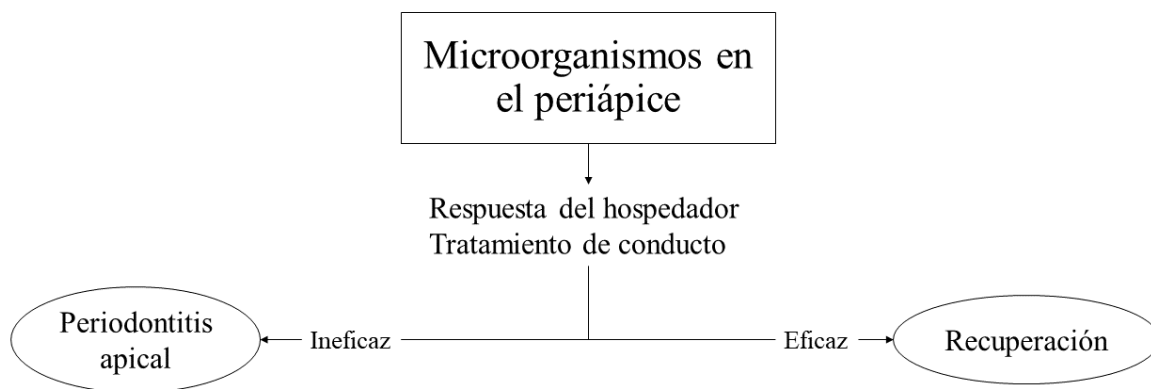 Microorganismos en
el periápice
Respuesta del hospedador
Tratamiento de conducto
Periodontitis
apical
Ineficaz
Eficaz
Recuperación